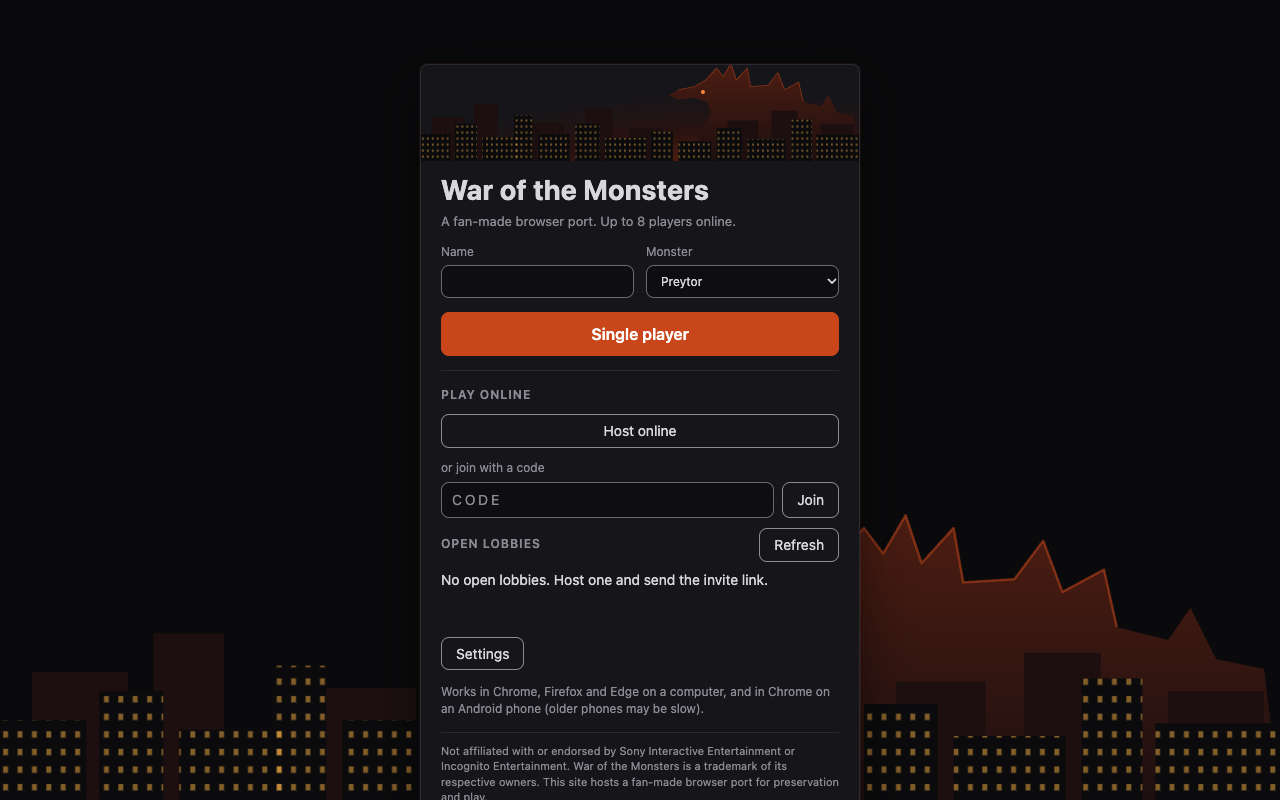 War of the Monsters
A fan-made browser port. Up to 8 players online.
Name
Monster
Preytor
Single player
PLAY ONLINE
Host online
or join with a code
CODE
Join
OPEN LOBBIES
Refresh
No open lobbies. Host one and send the invite link.
Settings
Works in Chrome, Firefox and Edge on a computer, and in Chrome on
an Android phone (older phones may be slow).
Not affiliated with or endorsed by Sony Interactive Entertainment or
Incognito Entertainment. War of the Monsters is a trademark of its
respective owners. This site hosts a fan-made browser port for preservation
and play.